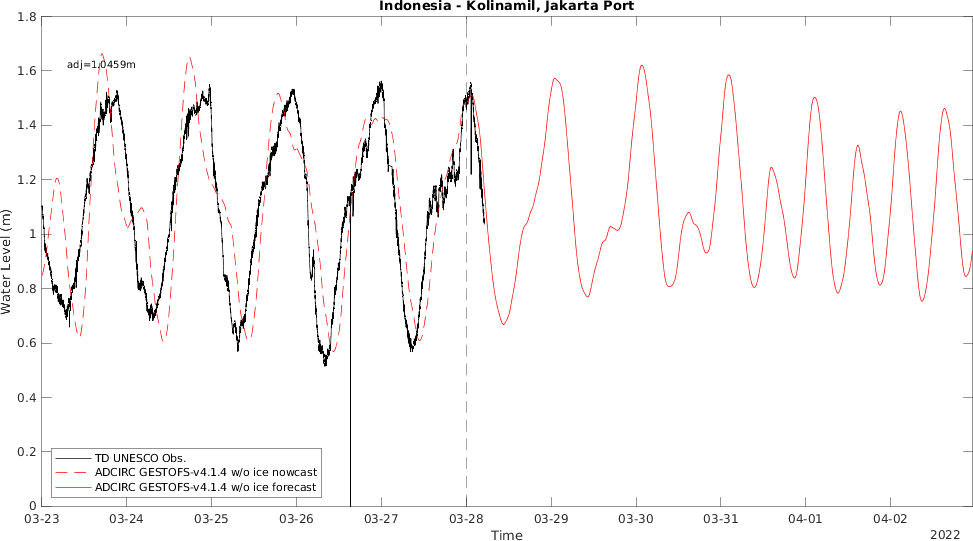 Indonesia - Kolinamil, Jakarta Port
1.8
1.6
1.4
1.2
1
0.8
0.6
0.4
0.2
0
Water Level (m)
adj=1.0459m
TD UNESCO Obs.
ADCIRC GESTOFS-v4.1.4 w/o ice nowcast
ADCIRC GESTOFS-v4.1.4 w/o ice forecast
03-23 03-24 03-25 03-26 03-27 03-28 03-29 03-30 03-31 04-01 04-02
Time
2022